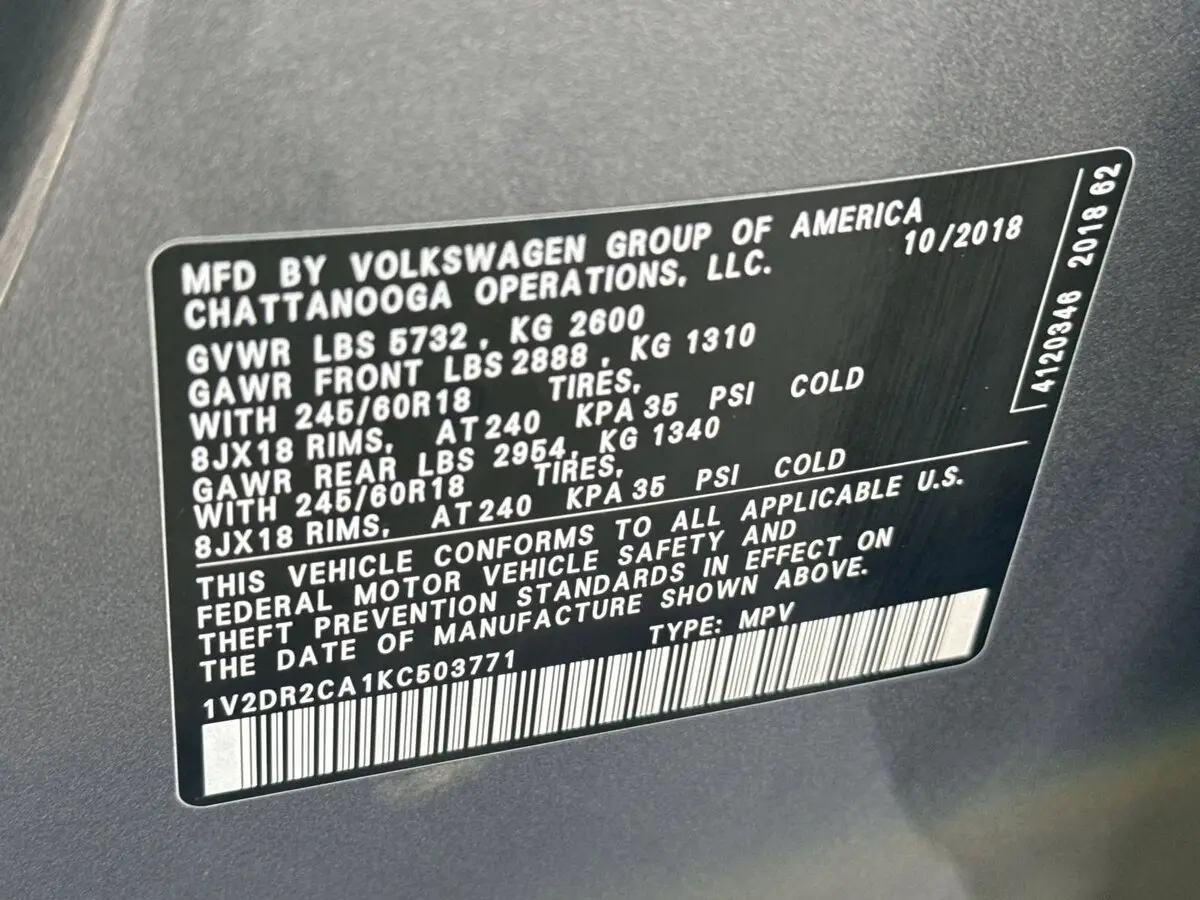 MFD BY VOLKSWAGEN GROUP OF AMERICA
CHATTANOOGA OPERATIONS, LLC. 10/2018
GVWR LBS 5732, KG 2600
GAWR FRONT LBS 2888, KG 1310
WITH 245/60R18 TIRES,
8JX18 RIMS, AT 240 KPA 35 PSI COLD
GAWR REAR LBS 2954, KG 1340
WITH 245/60R18 TIRES,
8JX18 RIMS, AT 240 KPA 35 PSI COLD
THIS VEHICLE CONFORMS TO ALL APPLICABLE U.S.
FEDERAL MOTOR VEHICLE SAFETY AND
THEFT PREVENTION STANDARDS IN EFFECT ON
THE DATE OF MANUFACTURE SHOWN ABOVE.
1V2DR2CA1KC503771 TYPE: MPV
4120346 2018 62